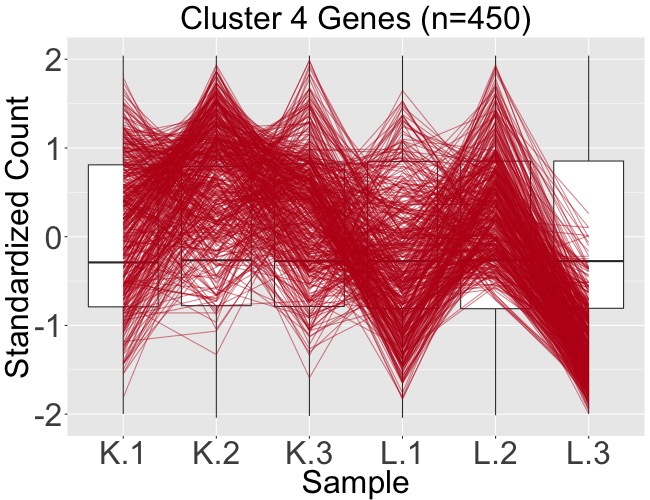 Cluster 4 Genes (n=450)
Standardized Count
2
1
0
-1
-2
K.1 K.2 K.3 L.1 L.2 L.3
Sample